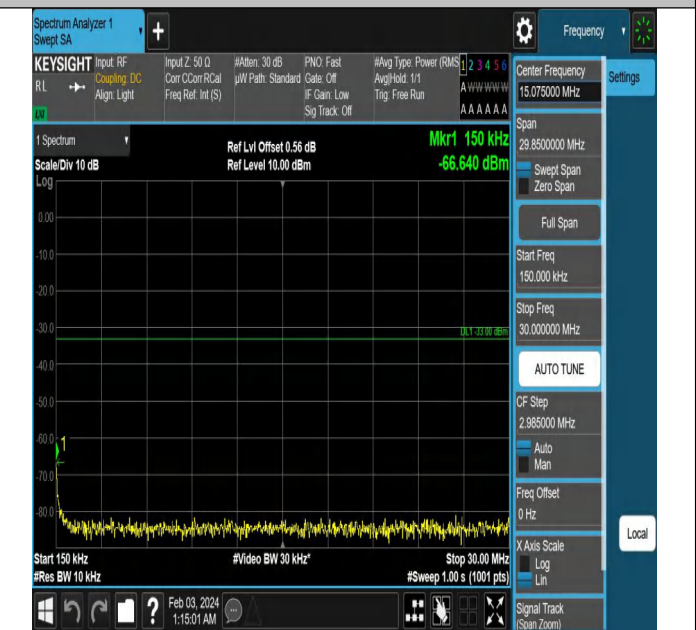 Spectrum Analyzer 1
Swept SA
+
Frequency
KEYSIGHT
RL
LXI
Input: RF
Coupling: DC
Align: Light
Input Z: 50 Ω
Corr CCorr RCal
Freq Ref: Int (S)
#Atten: 30 dB
µW Path: Standard
PNO: Fast
Gate: Off
IF Gain: Low
Sig Track: Off
#Avg Type: Power (RMS
Avg|Hold: 1/1
Trig: Free Run
1 2 3 4 5 6
A W W W W W
A A A A A A
1 Spectrum
Scale/Div 10 dB
Log
Ref Lvl Offset 0.56 dB
Ref Level 10.00 dBm
Mkr1 150 kHz
-66.640 dBm
0.00
-10.0
-20.0
-30.0
DL1 -33.00 dBm
-40.0
-50.0
-60.0
1
-70.0
-80.0
Start 150 kHz
#Res BW 10 kHz
#Video BW 30 kHz*
Stop 30.00 MHz
#Sweep 1.00 s (1001 pts)
Center Frequency
15.075000 MHz
Settings
Span
29.8500000 MHz
Swept Span
Zero Span
Full Span
Start Freq
150.000 kHz
Stop Freq
30.000000 MHz
AUTO TUNE
CF Step
2.985000 MHz
Auto
Man
Freq Offset
0 Hz
X Axis Scale
Log
Lin
Local
Signal Track
(Span Zoom)
?
Feb 03, 2024
1:15:01 AM